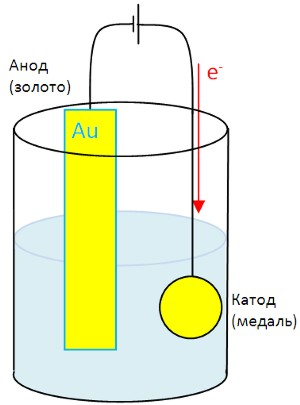 Анод
(золото)
e-
Au
Катод
(медаль)